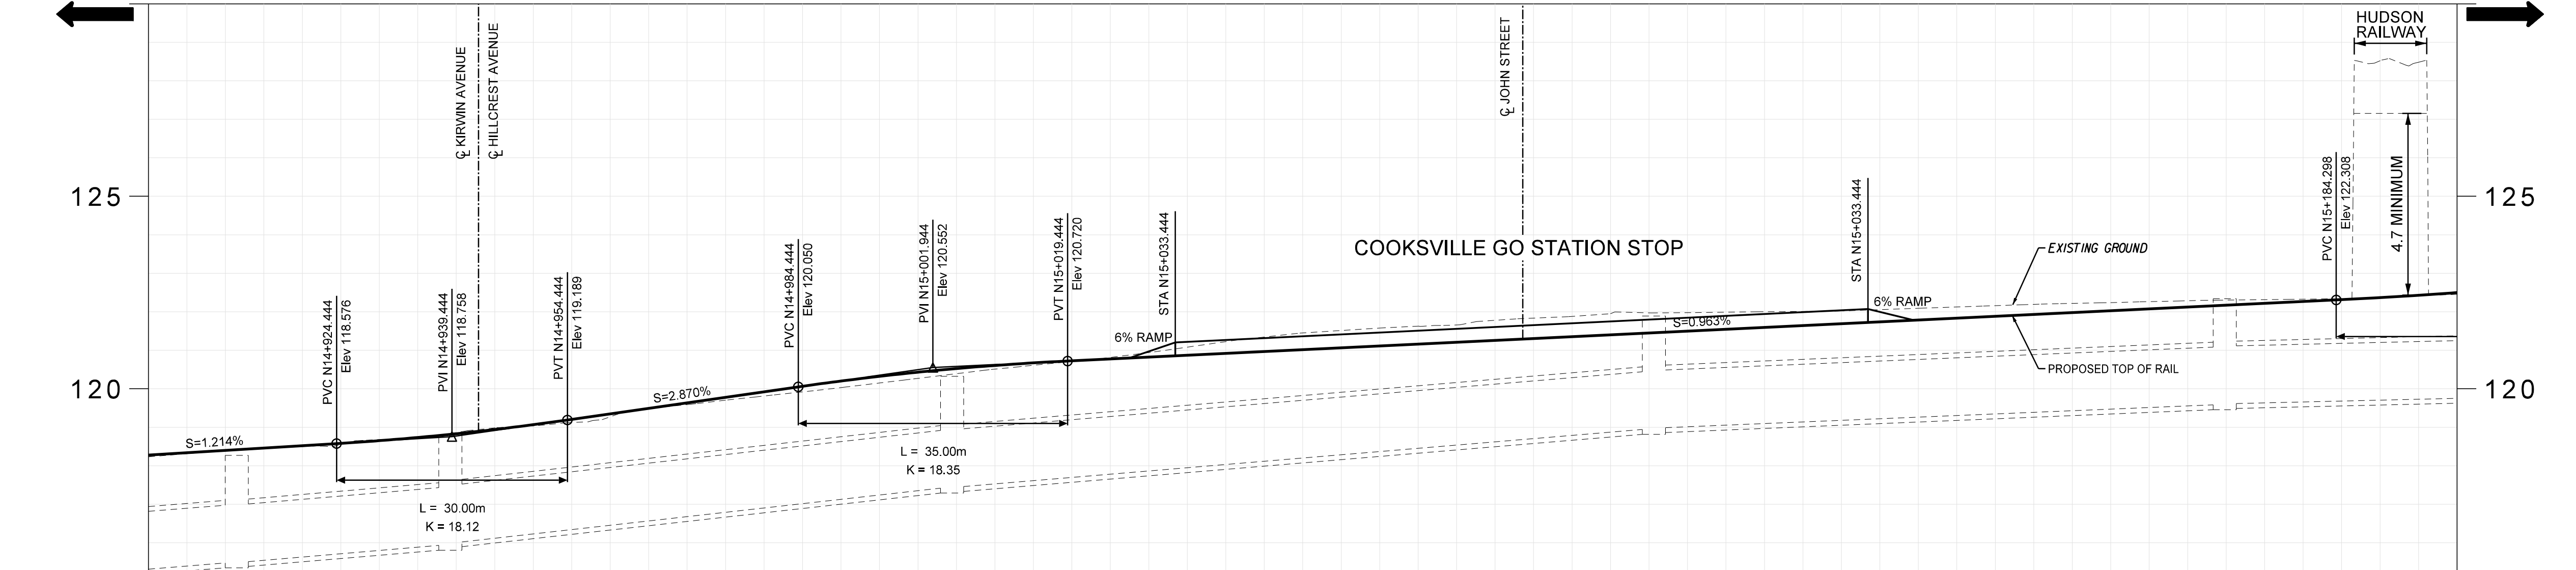 HUDSON
RAILWAY
℄ KIRWIN AVENUE
℄ HILLCREST AVENUE
℄ JOHN STREET
125
125
120
120
PVC N14+924.444
Elev 118.576
PVI N14+939.444
Elev 118.758
PVT N14+954.444
Elev 119.189
PVC N14+984.444
Elev 120.050
PVI N15+001.944
Elev 120.552
PVT N15+019.444
Elev 120.720
STA N15+033.444
COOKSVILLE GO STATION STOP
STA N15+033.444
EXISTING GROUND
PVC N15+184.298
Elev 122.308
4.7 MINIMUM
6% RAMP
6% RAMP
S=0.963%
PROPOSED TOP OF RAIL
S=2.870%
S=1.214%
L = 35.00m
K = 18.35
L = 30.00m
K = 18.12